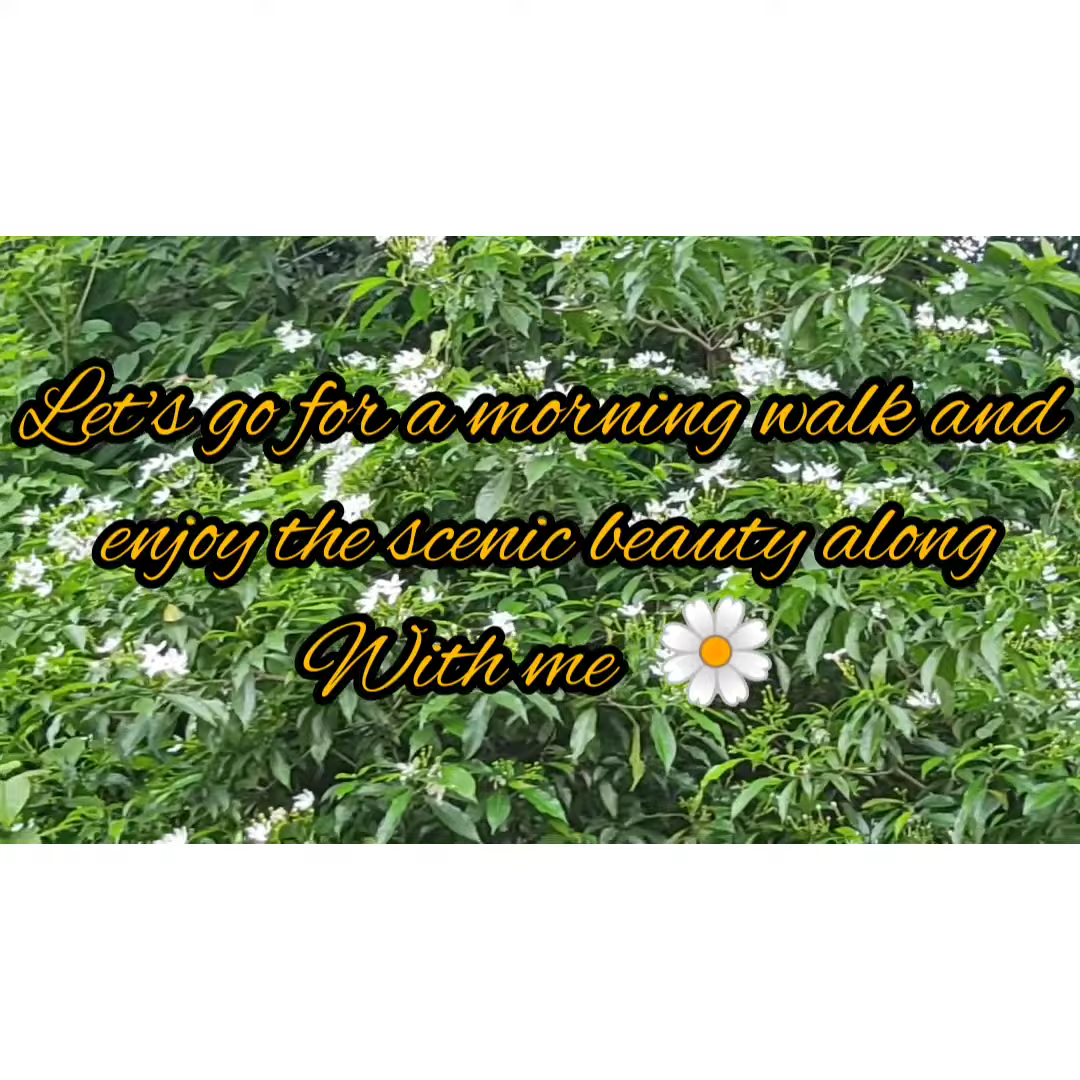 Let's go for a morning walk and
enjoy the scenic beauty along
With me 🌼